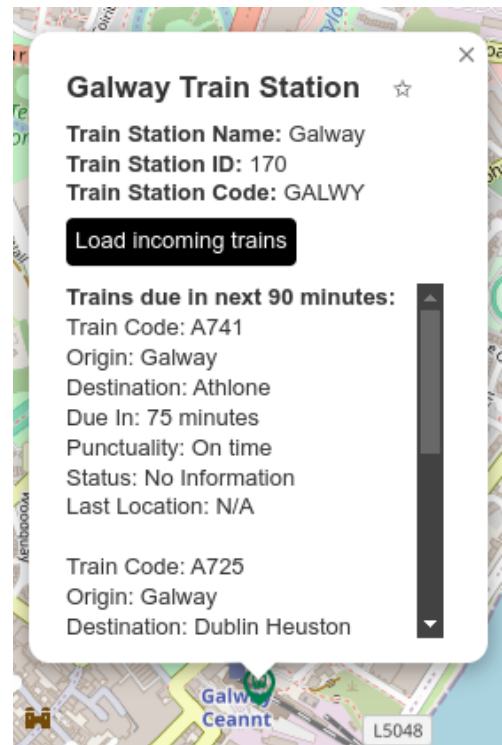 Galway Train Station ☆
×
Train Station Name: Galway
Train Station ID: 170
Train Station Code: GALWY
Load incoming trains
Trains due in next 90 minutes:
Train Code: A741
Origin: Galway
Destination: Athlone
Due In: 75 minutes
Punctuality: On time
Status: No Information
Last Location: N/A
Train Code: A725
Origin: Galway
Destination: Dublin Heuston
Galway
Ceannt
L5048